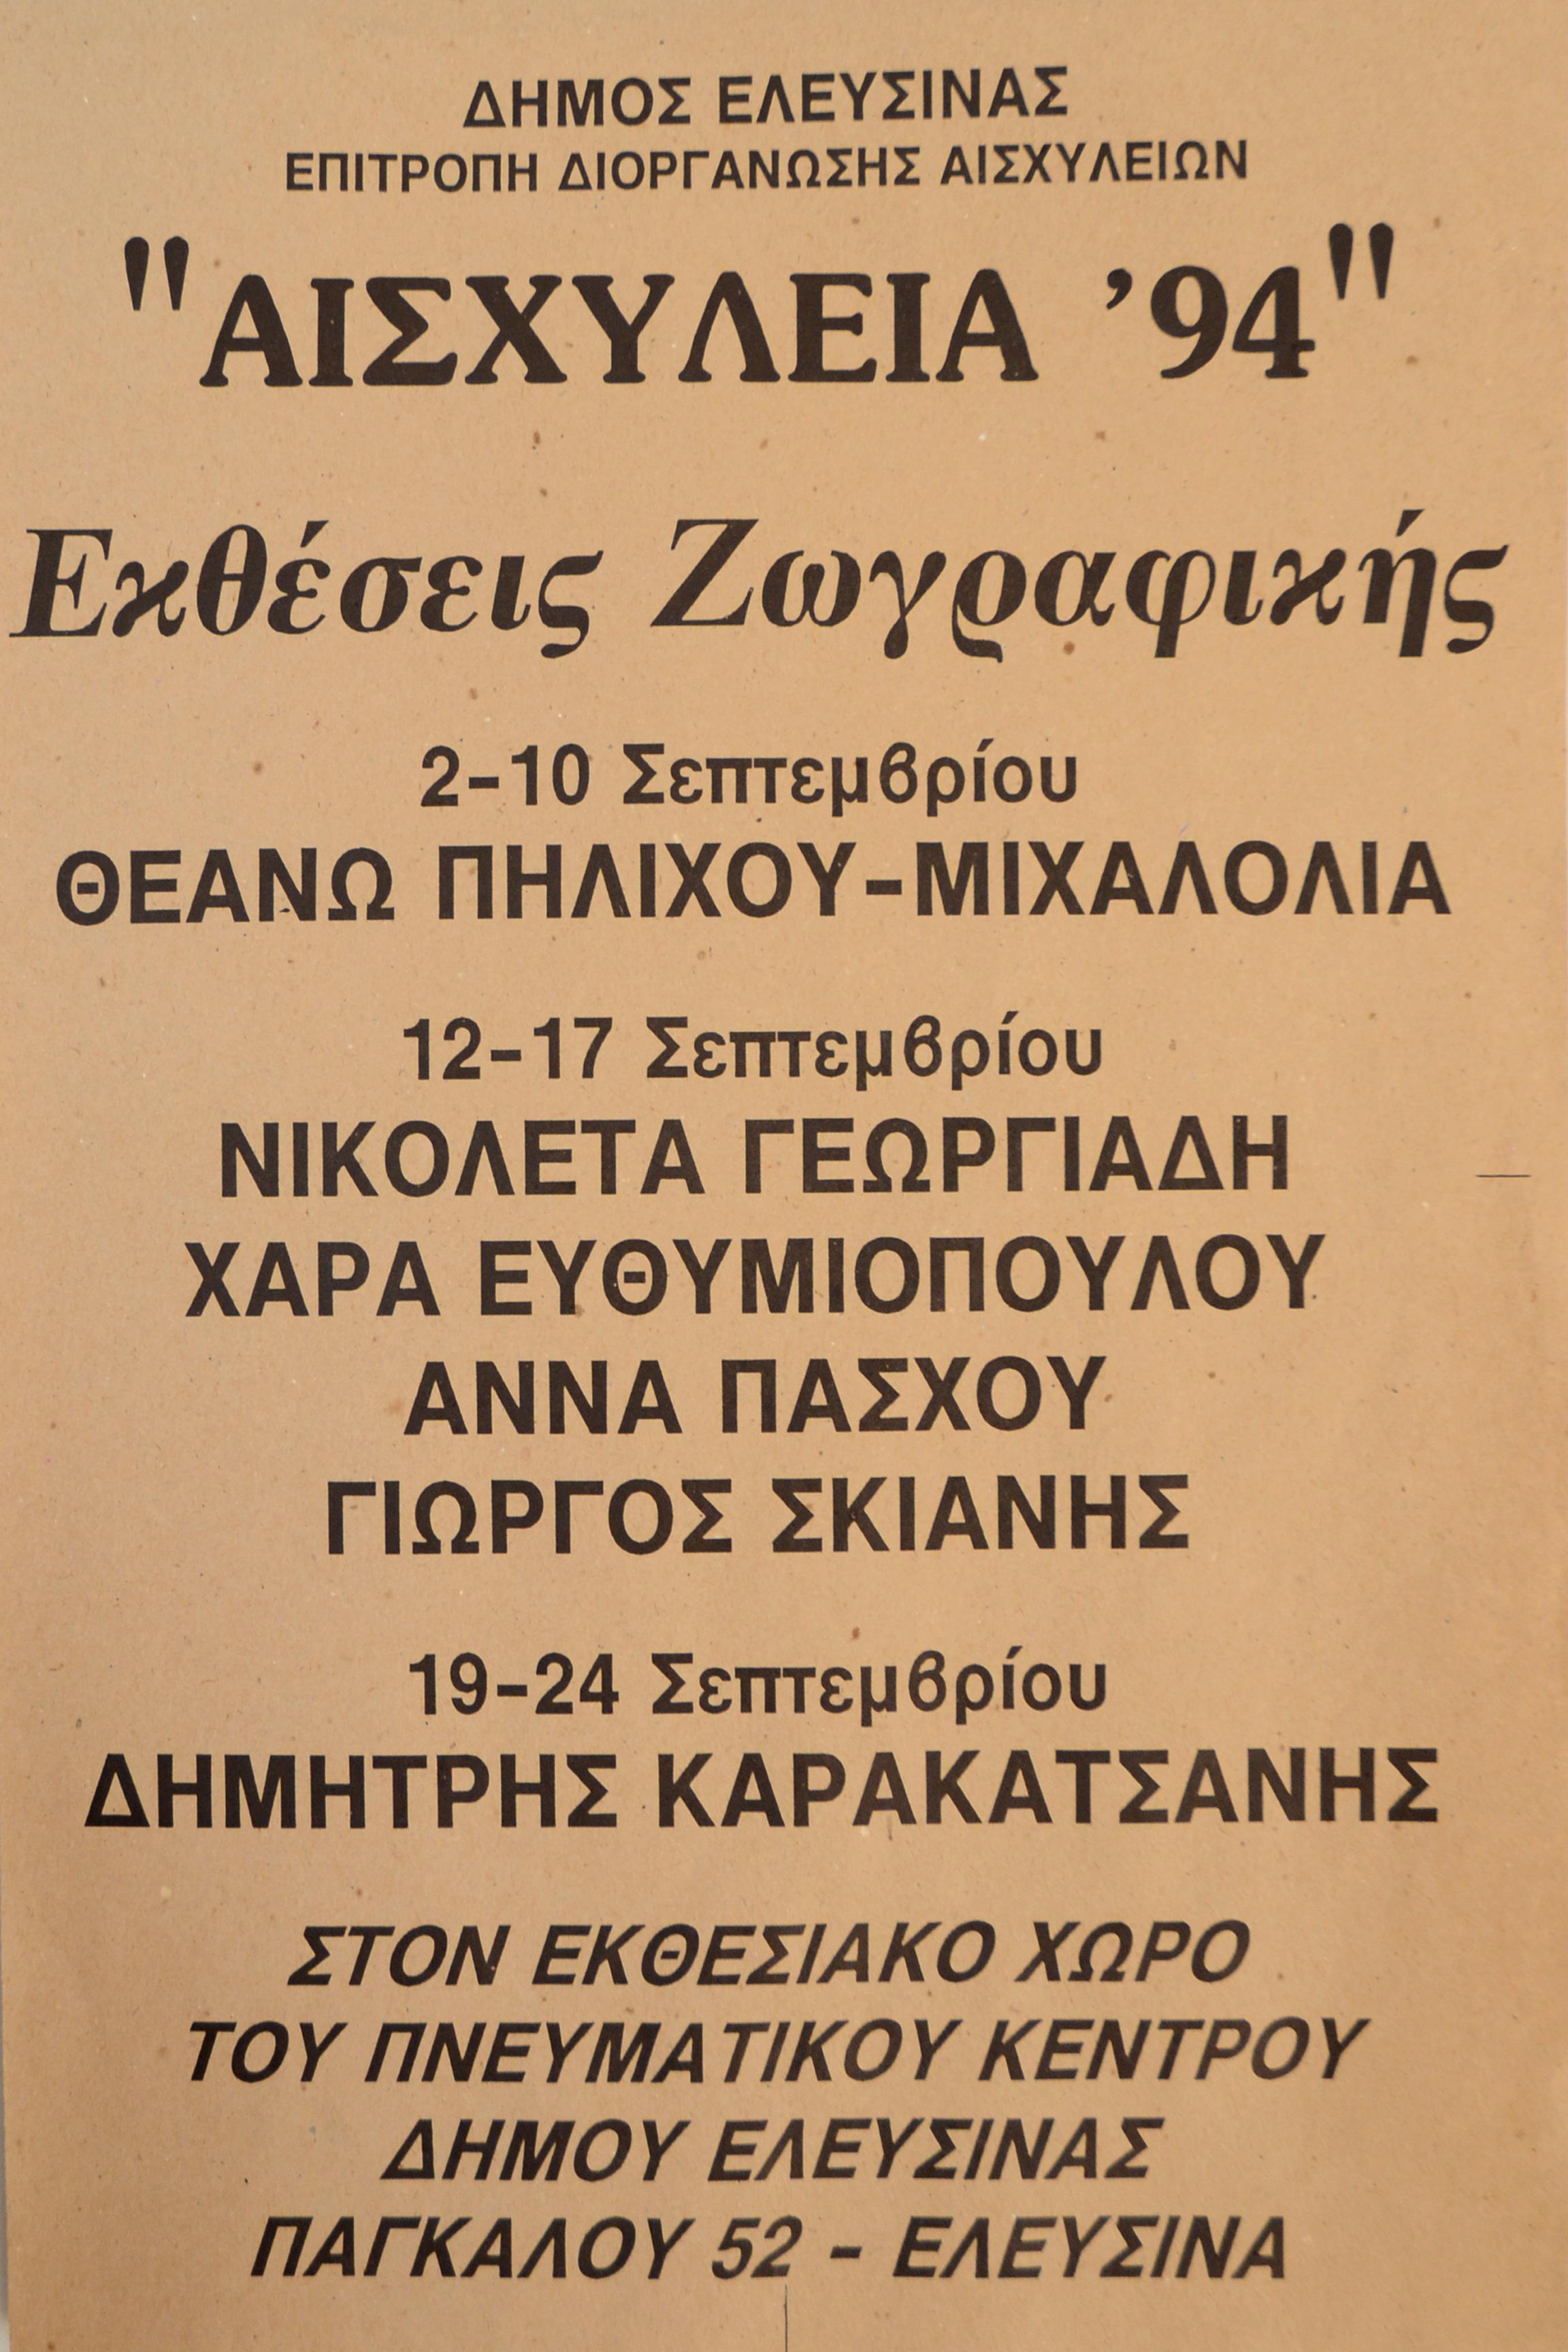 ΔΗΜΟΣ ΕΛΕΥΣΙΝΑΣ
ΕΠΙΤΡΟΠΗ ΔΙΟΡΓΑΝΩΣΗΣ ΑΙΣΧΥΛΕΙΩΝ
"ΑΙΣΧΥΛΕΙΑ '94"
Εκθέσεις Ζωγραφικής
2-10 Σεπτεμβρίου
ΘΕΑΝΩ ΠΗΛΙΧΟΥ-ΜΙΧΑΛΟΛΙΑ
12-17 Σεπτεμβρίου
ΝΙΚΟΛΕΤΑ ΓΕΩΡΓΙΑΔΗ
ΧΑΡΑ ΕΥΘΥΜΙΟΠΟΥΛΟΥ
ΑΝΝΑ ΠΑΣΧΟΥ
ΓΙΩΡΓΟΣ ΣΚΙΑΝΗΣ
19-24 Σεπτεμβρίου
ΔΗΜΗΤΡΗΣ ΚΑΡΑΚΑΤΣΑΝΗΣ
ΣΤΟΝ ΕΚΘΕΣΙΑΚΟ ΧΩΡΟ
ΤΟΥ ΠΝΕΥΜΑΤΙΚΟΥ ΚΕΝΤΡΟΥ
ΔΗΜΟΥ ΕΛΕΥΣΙΝΑΣ
ΠΑΓΚΑΛΟΥ 52 - ΕΛΕΥΣΙΝΑ